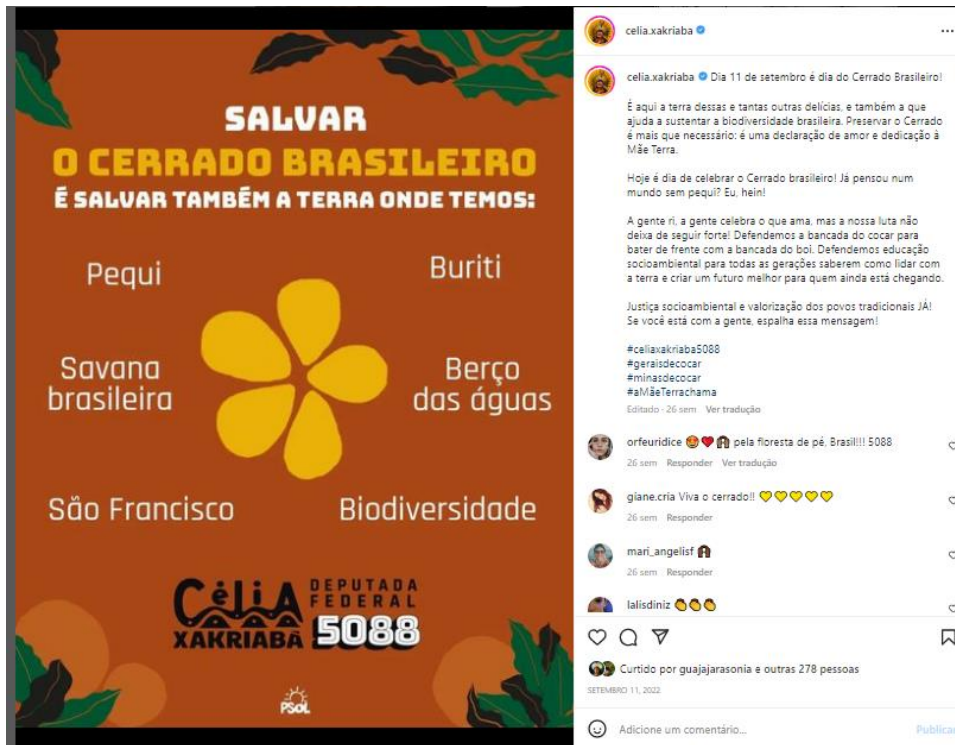 SALVAR
O CERRADO BRASILEIRO
É SALVAR TAMBÉM A TERRA ONDE TEMOS:
Pequi
Buriti
Savana
brasileira
Berço
das águas
São Francisco
Biodiversidade
CéLiA
XAKRIABÁ
DEPUTADA
FEDERAL
5088
PSOL
celia.xakriaba
celia.xakriaba Dia 11 de setembro é dia do Cerrado Brasileiro!
É aqui a terra dessas e tantas outras delícias, e também a que
ajuda a sustentar a biodiversidade brasileira. Preservar o Cerrado
é mais que necessário: é uma declaração de amor e dedicação à
Mãe Terra.
Hoje é dia de celebrar o Cerrado brasileiro! Já pensou num
mundo sem pequi? Eu, hein!
A gente ri, a gente celebra o que ama, mas a nossa luta não
deixa de seguir forte! Defendemos a bancada do cocar para
bater de frente com a bancada do boi. Defendemos educação
socioambiental para todas as gerações saberem como lidar com
a terra e criar um futuro melhor para quem ainda está chegando.
Justiça socioambiental e valorização dos povos tradicionais JÁ!
Se você está com a gente, espalha essa mensagem!
#celiaxakriaba5088
#geraisdecocar
#minasdecocar
#aMãeTerrachama
Editado · 26 sem Ver tradução
orfeuridice 😍❤️🙋🏽‍♀️ pela floresta de pé, Brasil!!! 5088
26 sem Responder Ver tradução
giane.cria Viva o cerrado!! 💛💛💛💛💛
26 sem Responder
mari_angelisf
26 sem Responder
lalisdiniz 👏👏👏
Curtido por guajajarasonia e outras 278 pessoas
SETEMBRO 11, 2022
Adicione um comentário...
Publicar